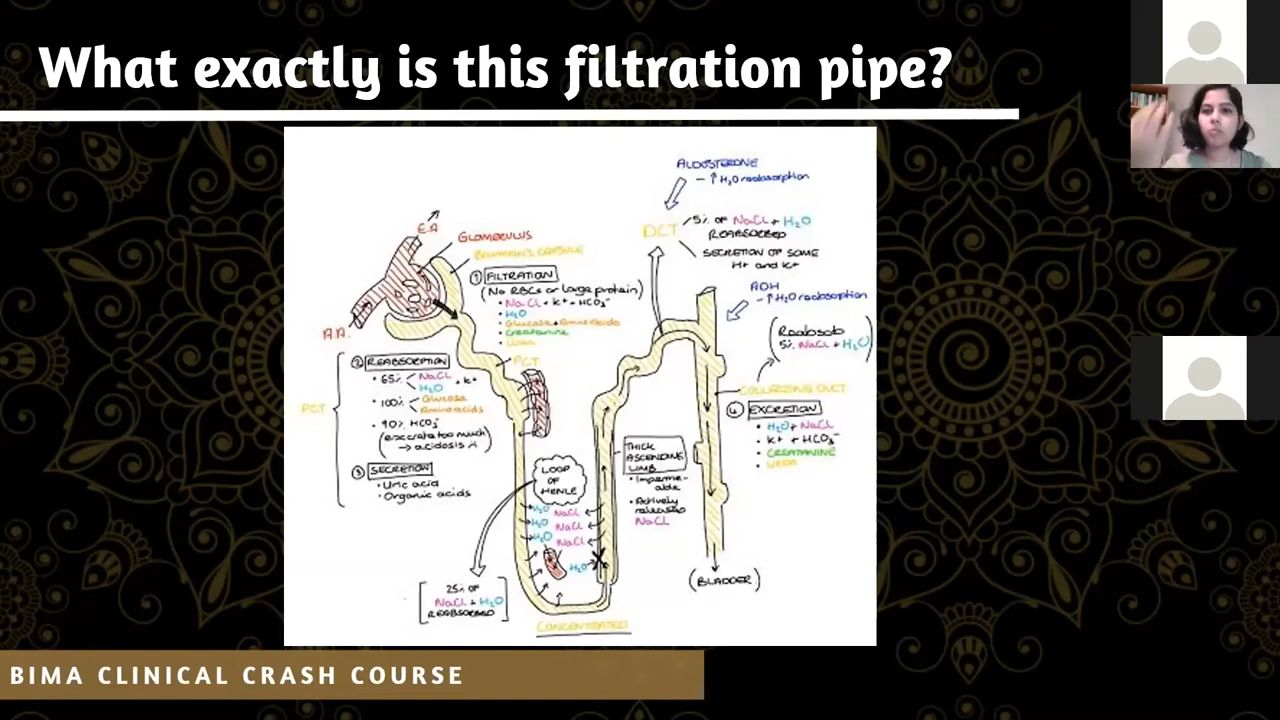 What exactly is this filtration pipe?
ALDOSTERONE
- ↑ H₂O reabsorption
E.A
GLOMERULUS
BOWMAN'S CAPSULE
DCT
5% OF NaCl + H₂O
REABSORBED
SECRETION OF SOME
H+ and K+
① FILTRATION
(No RBCs or large protein)
• NaCl + K+ + HCO₃⁻
• H₂O
• Glucose + Amino Acids
• Creatanine
• Urea
A.A.
ADH
- ↑ H₂O reabsorption
(Reabsorb
5% NaCl + H₂O)
PCT
② REABSORPTION
• 65% NaCl
H₂O + K+
• 100% Glucose
Amino acids
• 90% HCO₃⁻
(excrete too much
→ acidosis
PCT
③ SECRETION
• Uric acid
• Organic acids
COLLECTING DUCT
④ EXCRETION
• H₂O + NaCl
• K+ + HCO₃⁻
• CREATANINE
• UREA
THICK
ASCENDING
LIMB
• Imperme-
able
• Actively
releases
NaCl
LOOP
OF
HENLE
H₂O NaCl
H₂O NaCl
H₂O NaCl
H₂O
[25% OF
NaCl + H₂O
REABSORBED]
(BLADDER)
CONCENTRATED
BIMA CLINICAL CRASH COURSE